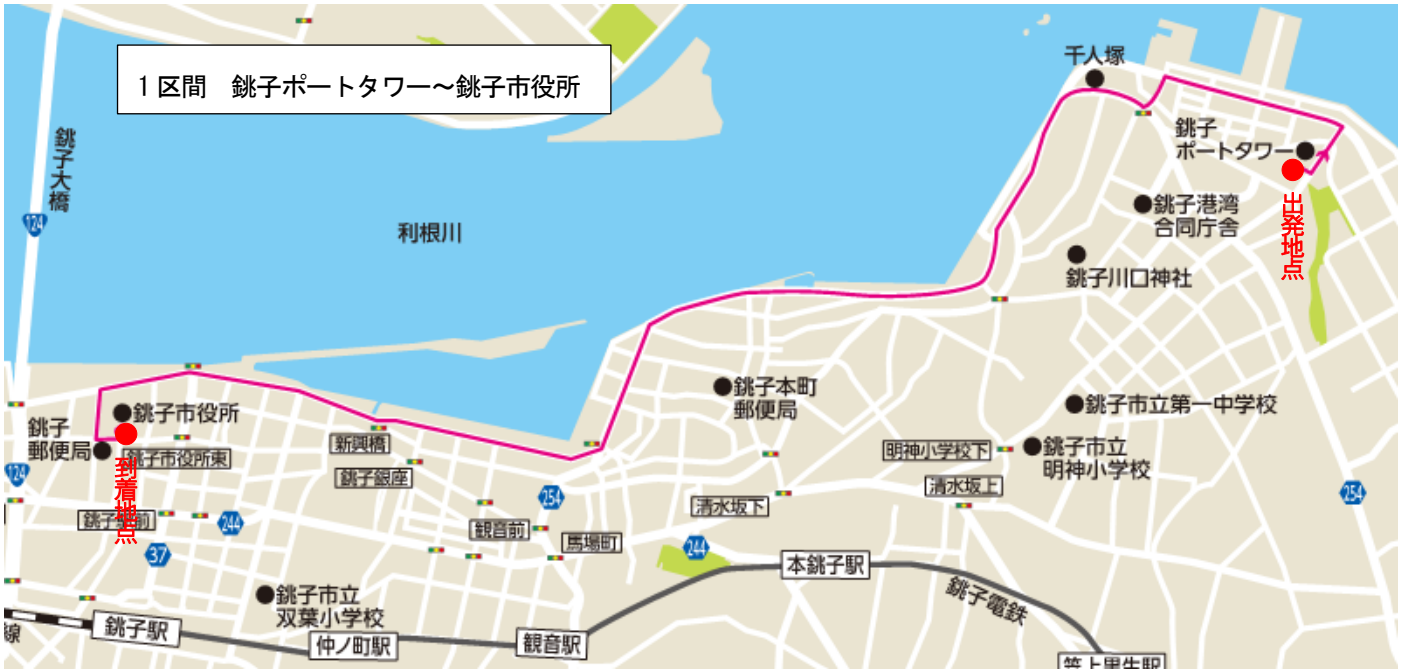 1区間　銚子ポートタワー～銚子市役所
千人塚
銚子
ポートタワー
出発地点
銚子港湾
合同庁舎
銚子川口神社
銚子大橋
124
利根川
銚子本町
郵便局
銚子市立第一中学校
銚子市立
明神小学校
明神小学校下
清水坂上
清水坂下
254
銚子市役所
銚子
郵便局
到着地点
銚子市役所東
新興橋
銚子銀座
124
254
観音前
馬場町
244
244
37
本銚子駅
銚子電鉄
銚子市立
双葉小学校
銚子駅
仲ノ町駅
観音駅
線
笠上黒生駅